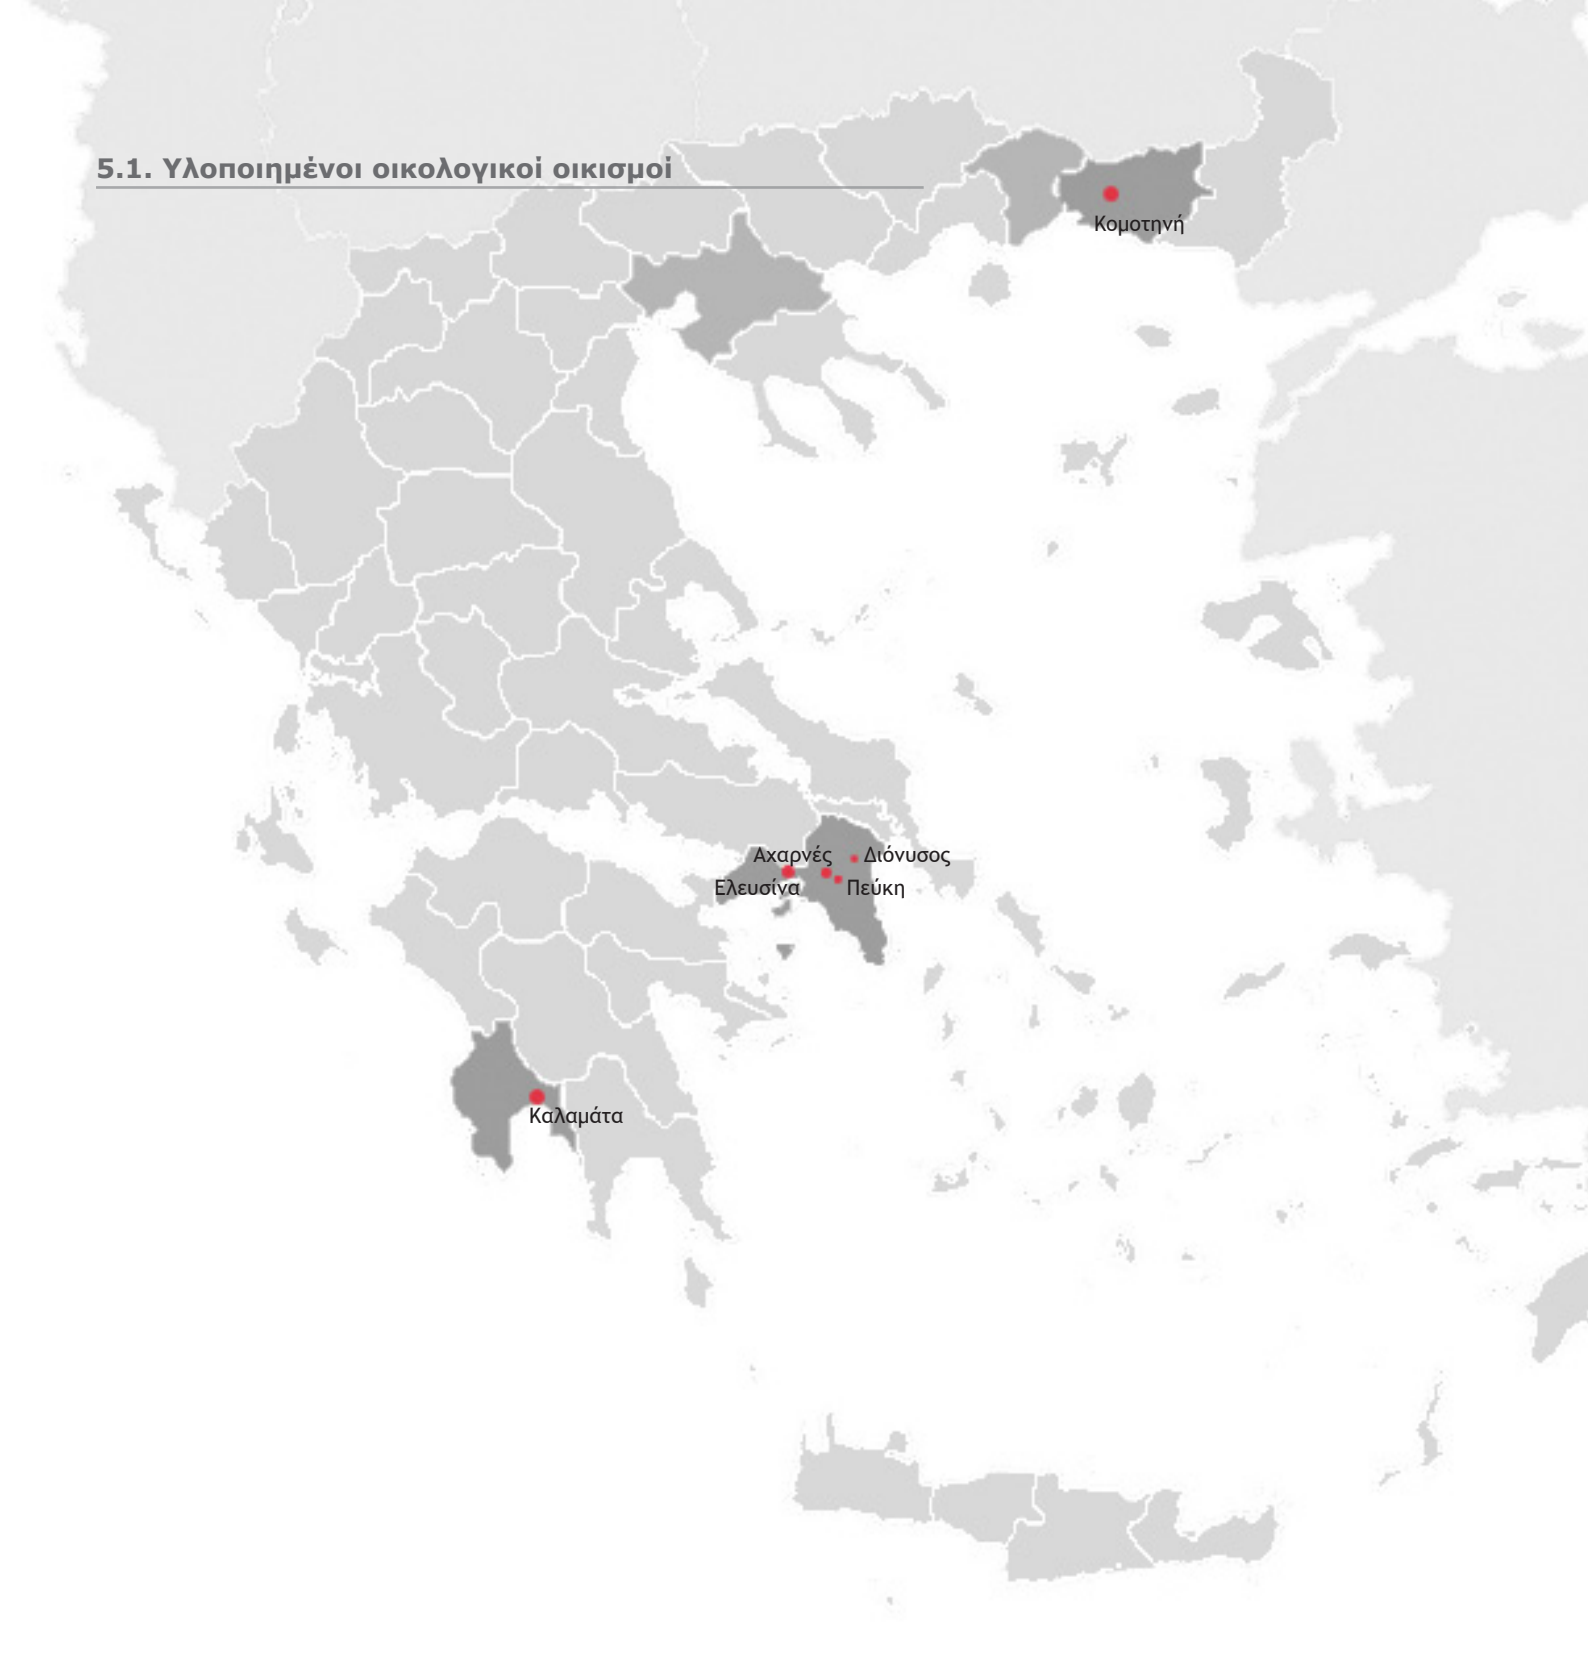 5.1. Υλοποιημένοι οικολογικοί οικισμοί
Κομοτηνή
Αχαρνές
Διόνυσος
Ελευσίνα
Πεύκη
Καλαμάτα